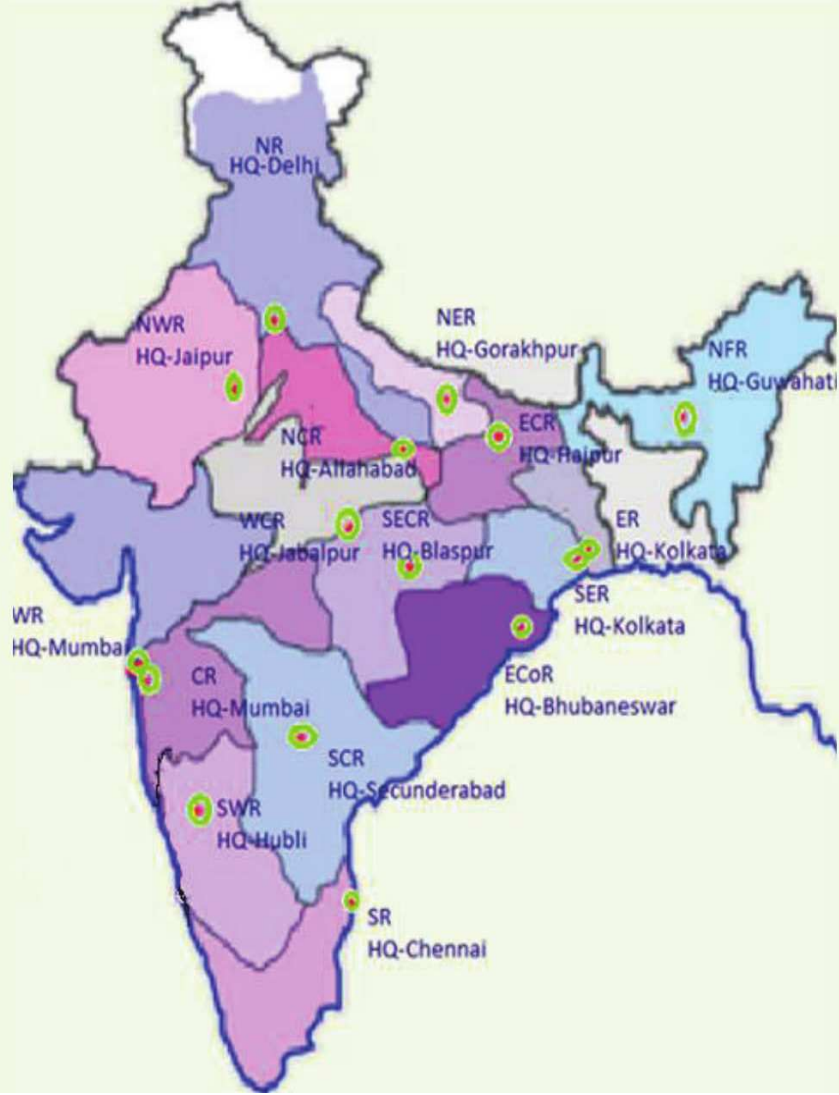 NR
HQ-Delhi
NWR
HQ-Jaipur
NER
HQ-Gorakhpur
NFR
HQ-Guwahati
NCR
HQ-Allahabad
ECR
HQ-Haipur
WCR
HQ-Jabalpur
SECR
HQ-Blaspur
ER
HQ-Kolkata
SER
HQ-Kolkata
WR
HQ-Mumbai
CR
HQ-Mumbai
ECoR
HQ-Bhubaneswar
SCR
HQ-Secunderabad
SWR
HQ-Hubli
SR
HQ-Chennai